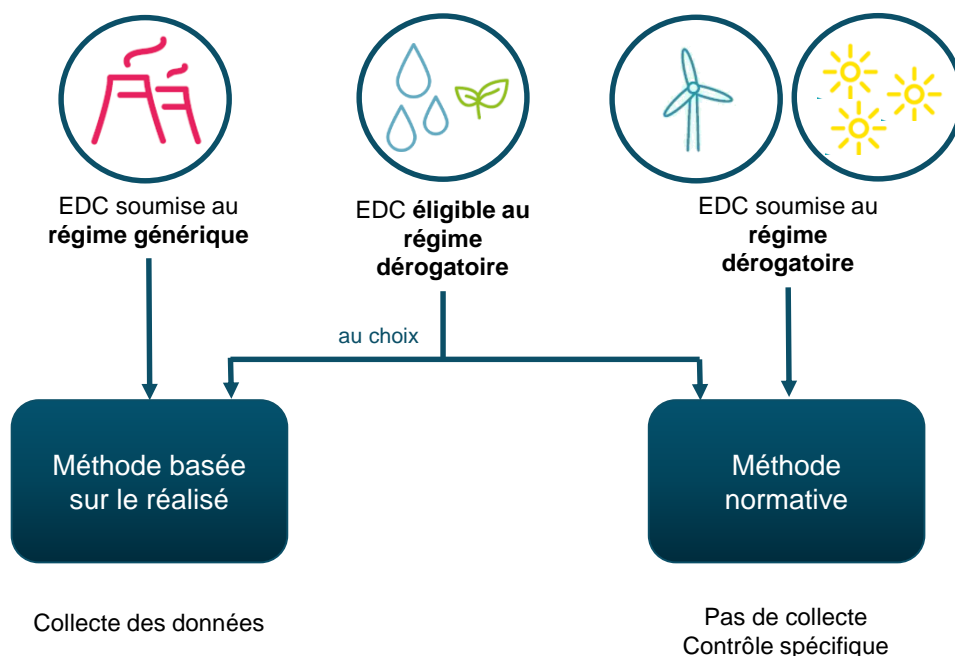 EDC soumise au
régime générique
EDC éligible au
régime
dérogatoire
EDC soumise au
régime
dérogatoire
au choix
Méthode basée
sur le réalisé
Méthode
normative
Collecte des données
Pas de collecte
Contrôle spécifique